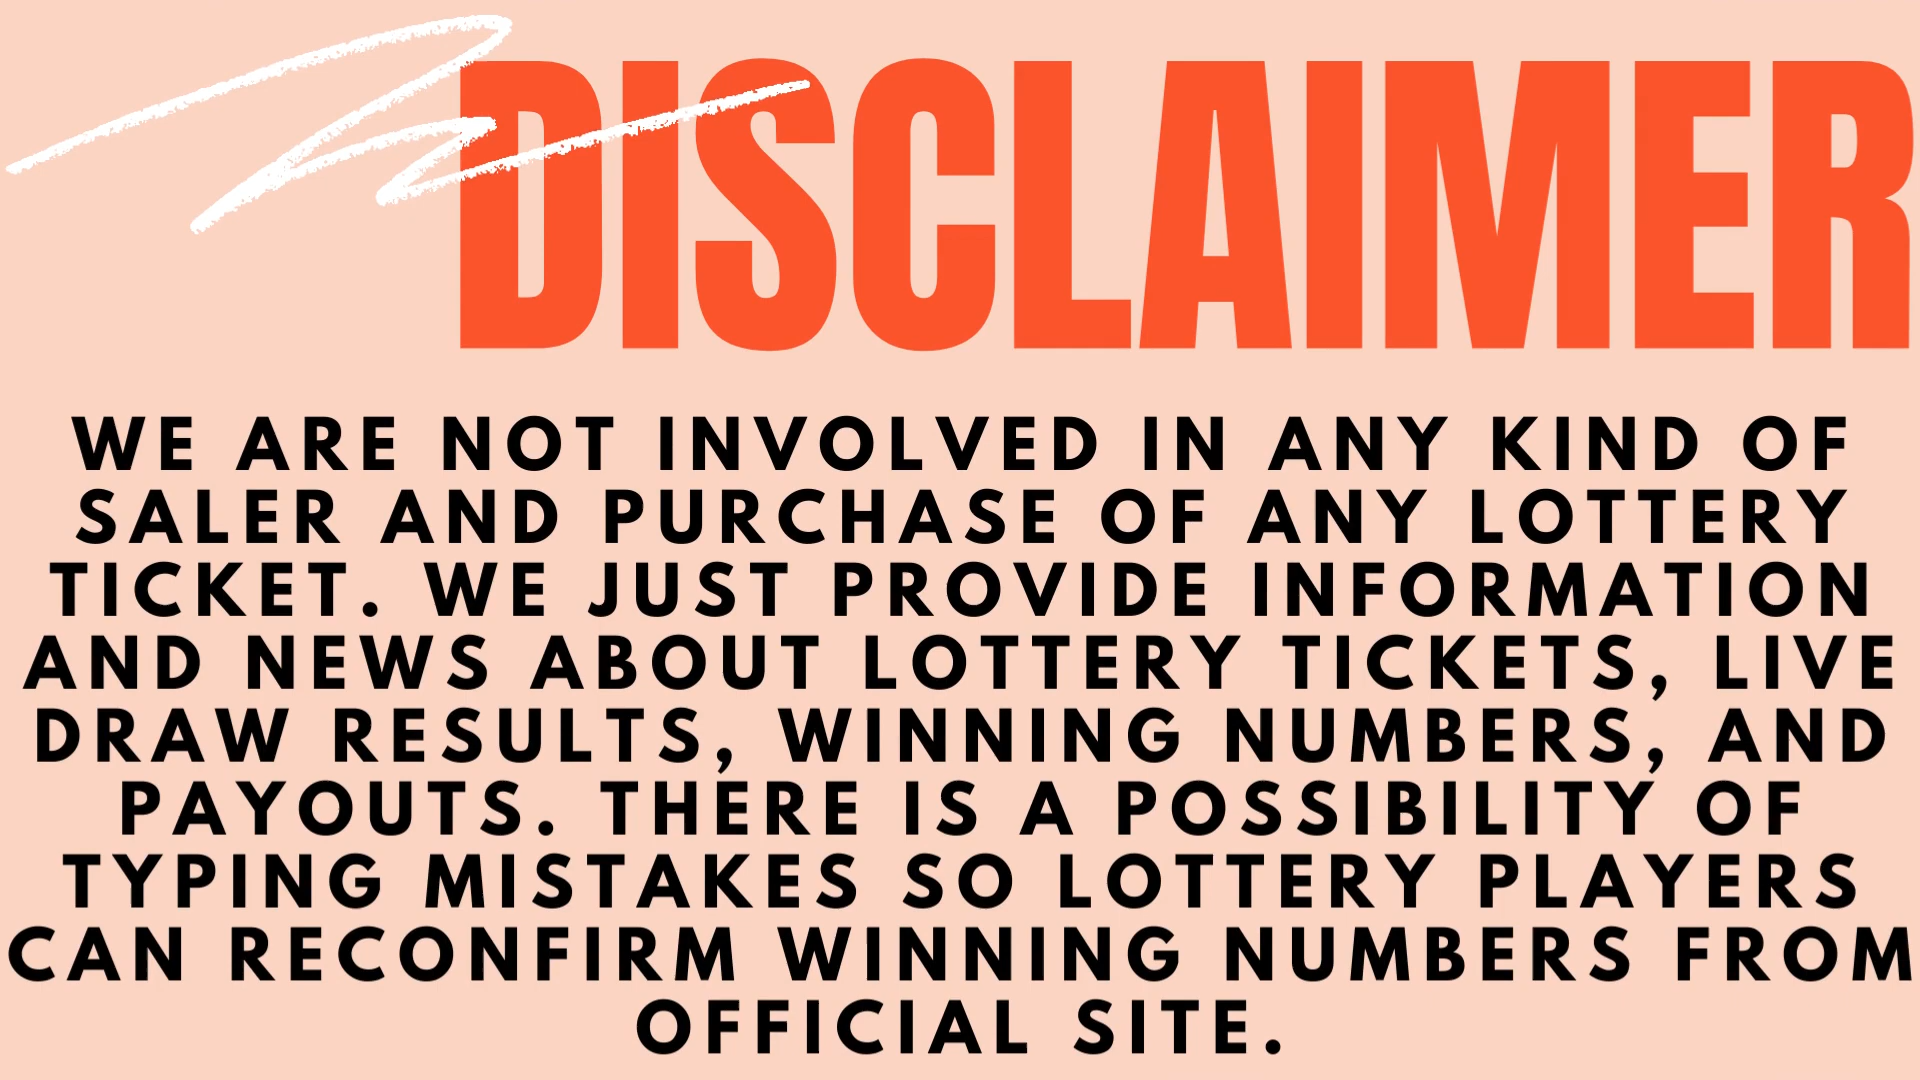 DISCLAIMER
WE ARE NOT INVOLVED IN ANY KIND OF
SALER AND PURCHASE OF ANY LOTTERY
TICKET. WE JUST PROVIDE INFORMATION
AND NEWS ABOUT LOTTERY TICKETS, LIVE
DRAW RESULTS, WINNING NUMBERS, AND
PAYOUTS. THERE IS A POSSIBILITY OF
TYPING MISTAKES SO LOTTERY PLAYERS
CAN RECONFIRM WINNING NUMBERS FROM
OFFICIAL SITE.